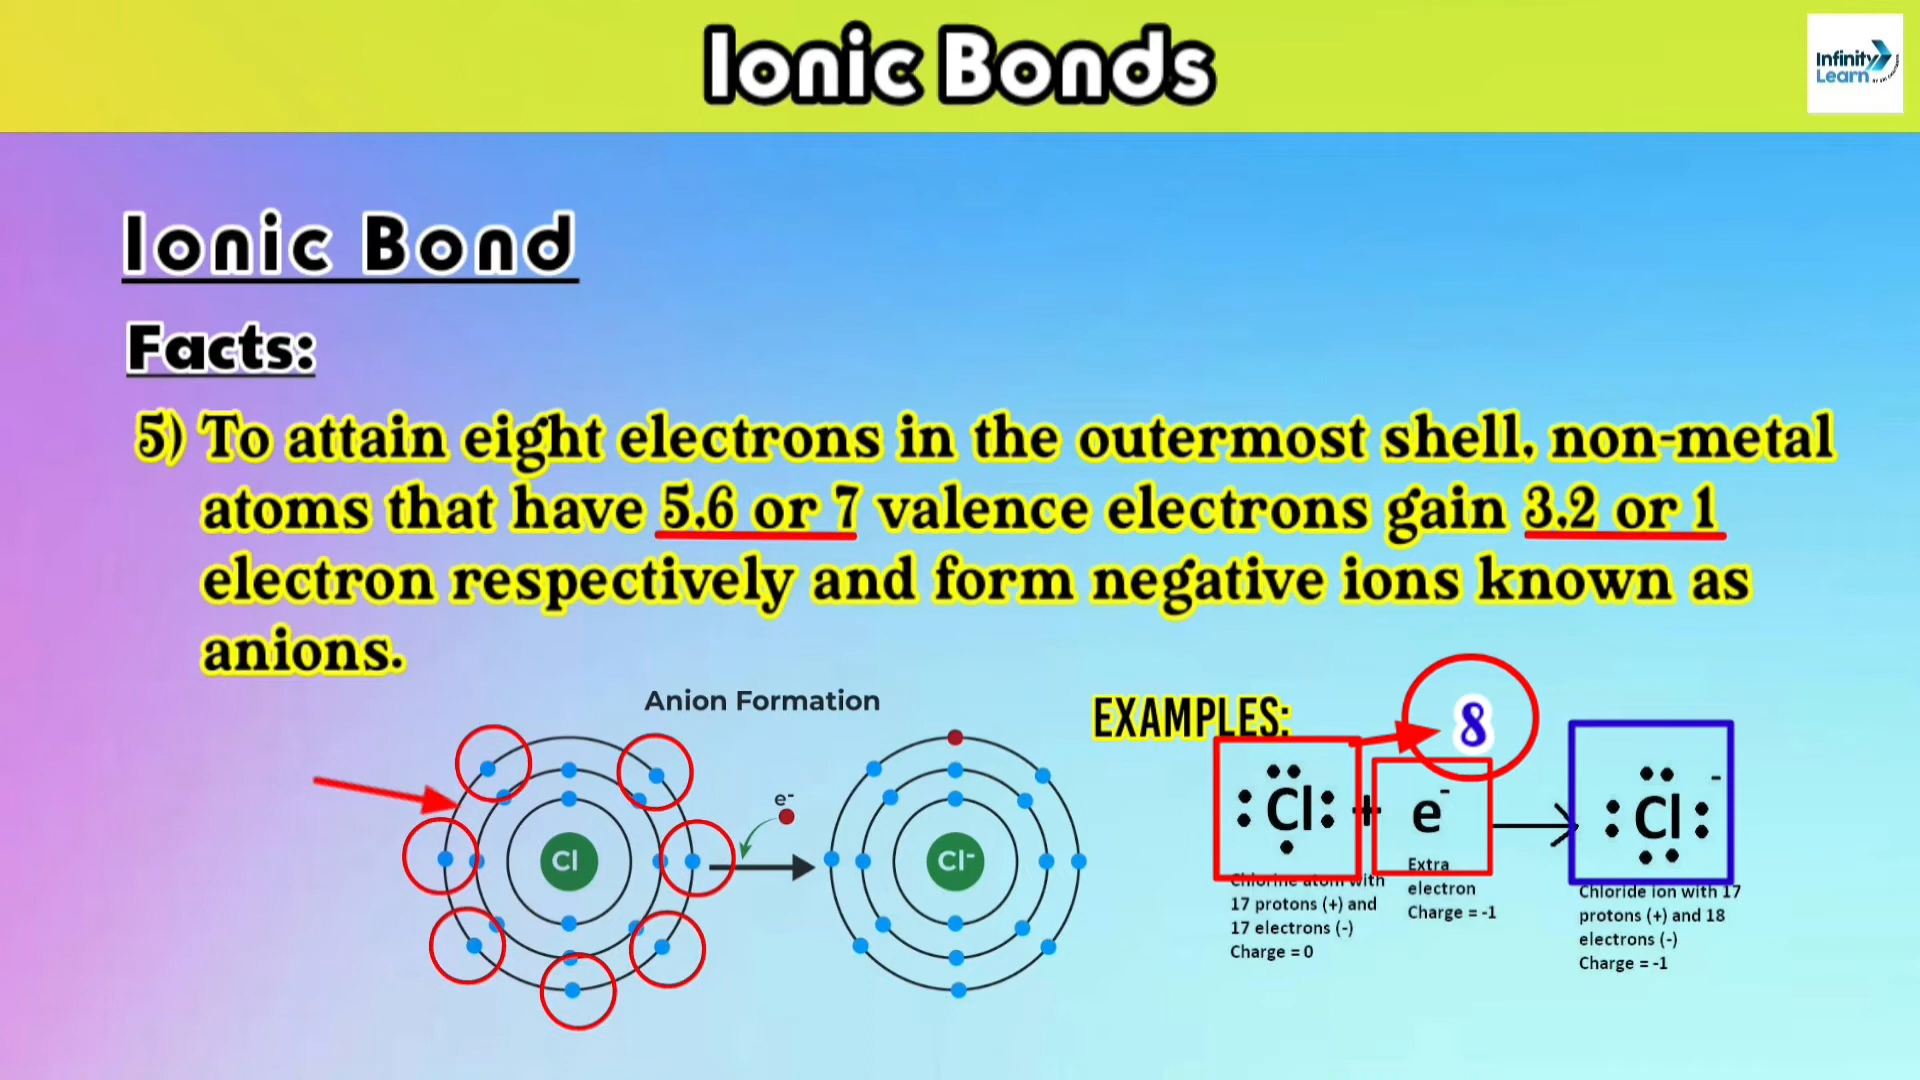 Ionic Bonds
Infinity
Learn
Ionic Bond
Facts:
5) To attain eight electrons in the outermost shell, non-metal
atoms that have 5,6 or 7 valence electrons gain 3,2 or 1
electron respectively and form negative ions known as
anions.
Anion Formation
EXAMPLES:
8
Cl
e-
Cl-
Cl + e- Cl -
Chlorine atom with
17 protons (+) and
17 electrons (-)
Charge = 0
Extra
electron
Charge = -1
Chloride ion with 17
protons (+) and 18
electrons (-)
Charge = -1